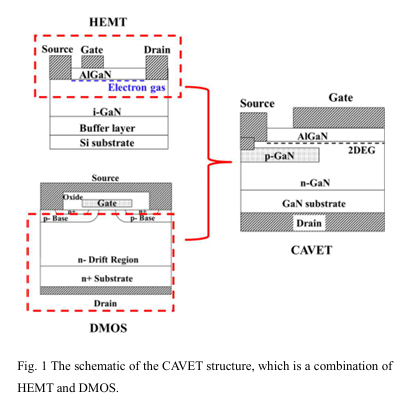 HEMT
Source Gate Drain
AlGaN
Electron gas
i-GaN
Buffer layer
Si substrate
Source
Oxide
Gate
n+ n+
p- Base p- Base
n- Drift Region
n+ Substrate
Drain
DMOS
Gate
Source
AlGaN
2DEG
p-GaN
n-GaN
GaN substrate
Drain
CAVET
Fig. 1 The schematic of the CAVET structure, which is a combination of
HEMT and DMOS.